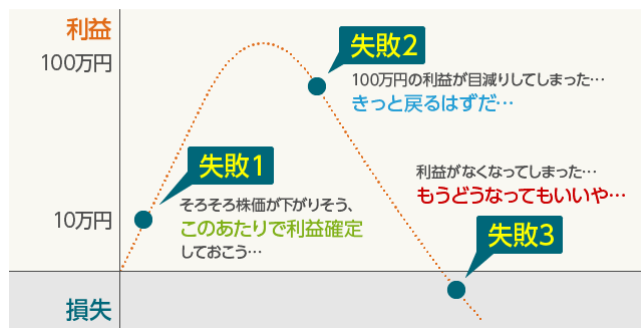 利益
100万円
失敗2
100万円の利益が目減りしてしまった…
きっと戻るはずだ…
失敗1
そろそろ株価が下がりそう、
このあたりで利益確定
しておこう…
10万円
利益がなくなってしまった…
もうどうなってもいいや…
失敗3
損失